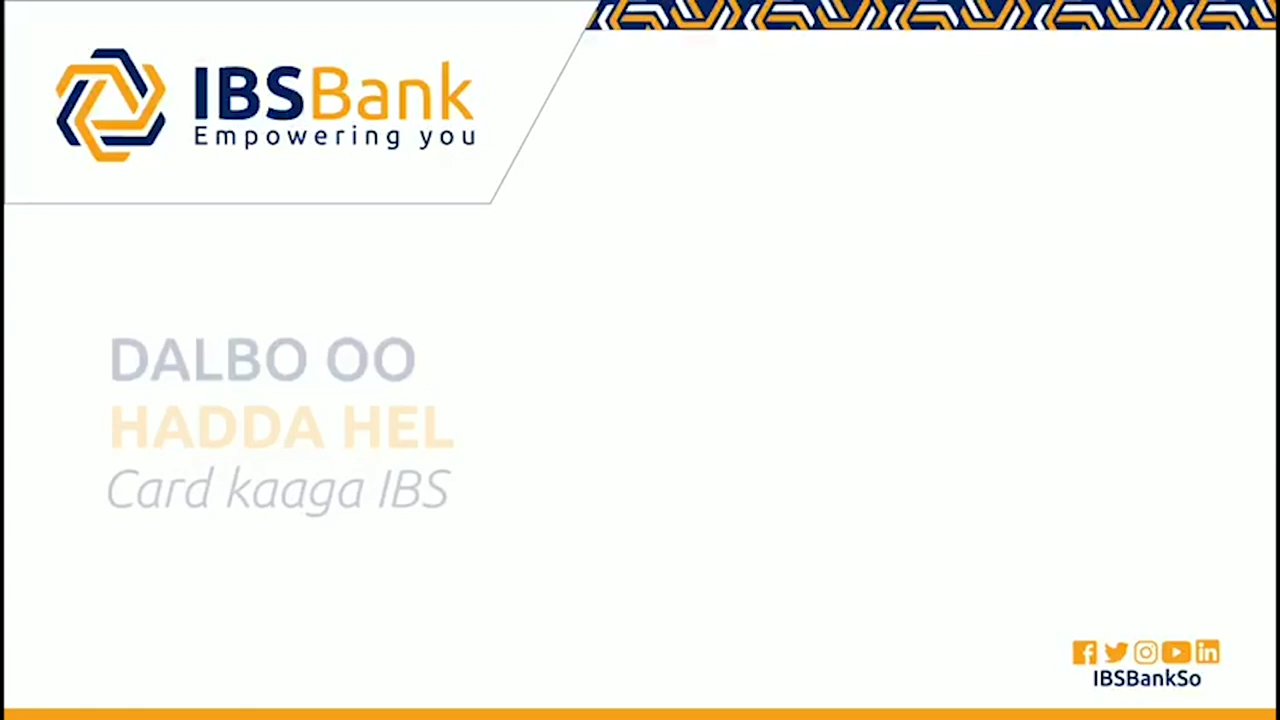 IBSBank
Empowering you
DALBO OO
HADDA HEL
Card kaaga IBS
IBSBankSo